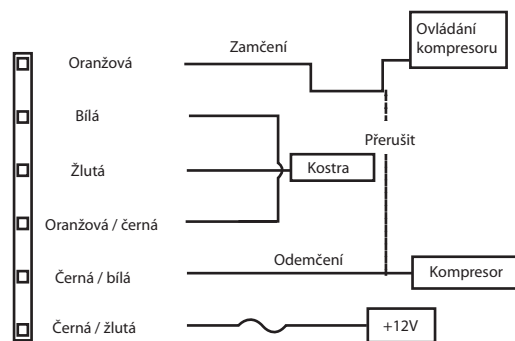 Ovládání
kompresoru
Zamčení
Oranžová
Bílá
Přerušit
Žlutá
Kostra
Oranžová / černá
Odemčení
Černá / bílá
Kompresor
Černá / žlutá
+12V